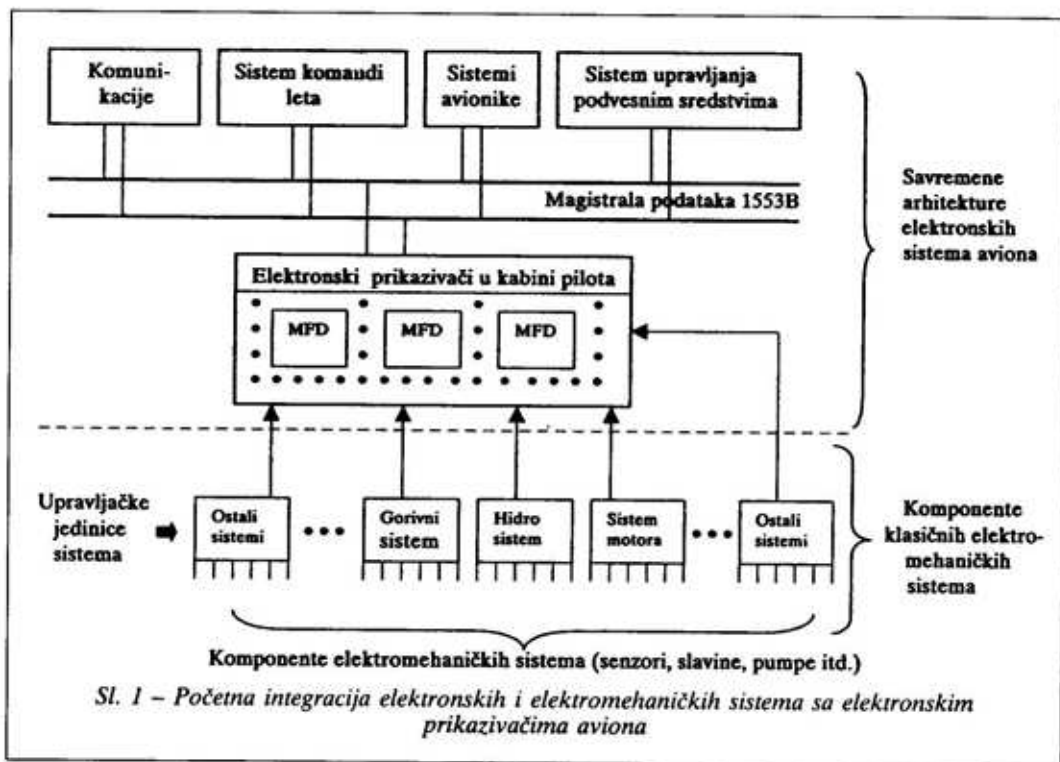 Komuni-
kacije
Sistem komaudi
leta
Sistemi
avionike
Sistem upravljanja
podvesnim sredstvima
Magistrala podataka 1553B
Savremene
arhitekture
elektronskih
sistema aviona
Elektronski prikazivači u kabini pilota
MFD
MFD
MFD
Upravljačke
jedinice
sistema
Ostali
sistemi
Gorivni
sistem
Hidro
sistem
Sistem
motora
Ostali
sistemi
Komponente
klasičnih elektro-
mehaničkih
sistema
Komponente elektromehaničkih sistema (senzori, slavine, pumpe itd.)
Sl. 1 – Početna integracija elektronskih i elektromehaničkih sistema sa elektronskim
prikazivačima aviona